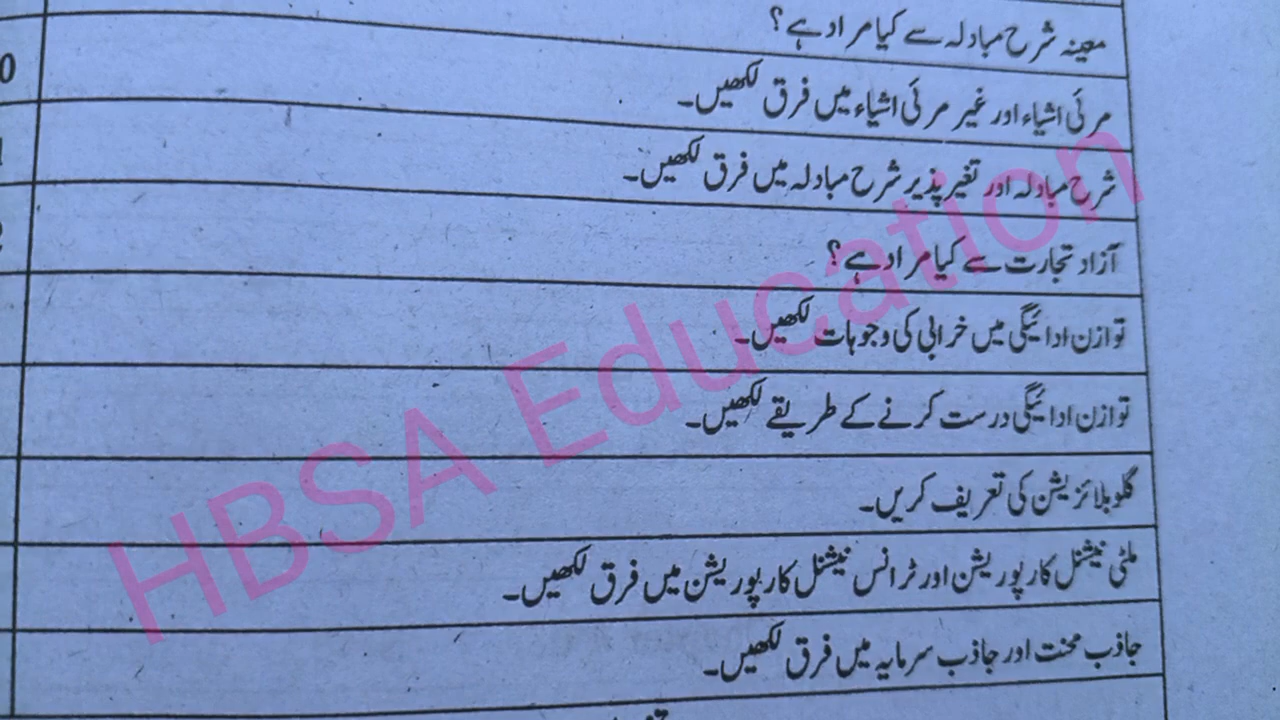 معینہ شرح مبادلہ سے کیا مراد ہے؟
0
مرئی اشیاء اور غیر مرئی اشیاء میں فرق لکھیں۔
شرح مبادلہ اور تغیر پذیر شرح مبادلہ میں فرق لکھیں۔
آزاد تجارت سے کیا مراد ہے؟
توازن ادائیگی میں خرابی کی وجوہات لکھیں۔
توازن ادائیگی درست کرنے کے طریقے لکھیں۔
گلوبلائزیشن کی تعریف کریں۔
ملٹی نیشنل کارپوریشن اور ٹرانس نیشنل کارپوریشن میں فرق لکھیں۔
جاذب محنت اور جاذب سرمایہ میں فرق لکھیں۔
HBSA Education